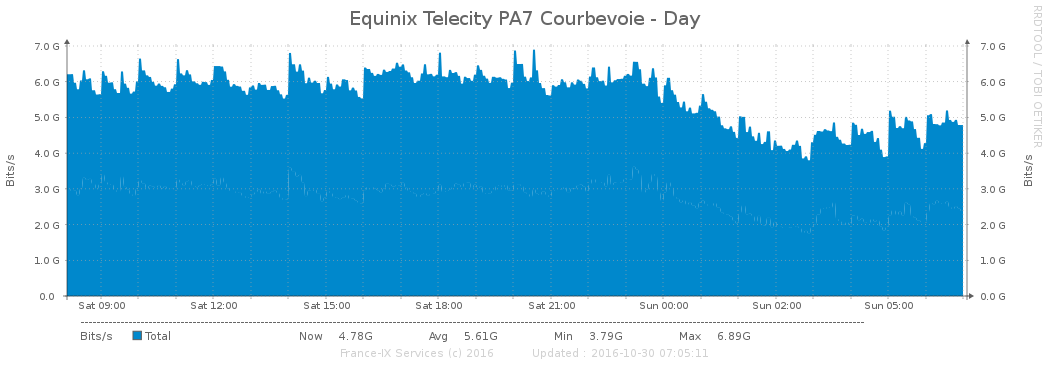 Equinix Telecity PA7 Courbevoie - Day
RRDTOOL / TOBI OETIKER
7.0 G 7.0 G
6.0 G 6.0 G
5.0 G 5.0 G
4.0 G 4.0 G
3.0 G 3.0 G
2.0 G 2.0 G
1.0 G 1.0 G
0.0 0.0 G
Bits/s
Bits/s
Sat 09:00 Sat 12:00 Sat 15:00 Sat 18:00 Sat 21:00 Sun 00:00 Sun 02:00 Sun 05:00
Bits/s Total Now 4.78G Avg 5.61G Min 3.79G Max 6.89G
France-IX Services (c) 2016 Updated : 2016-10-30 07:05:11